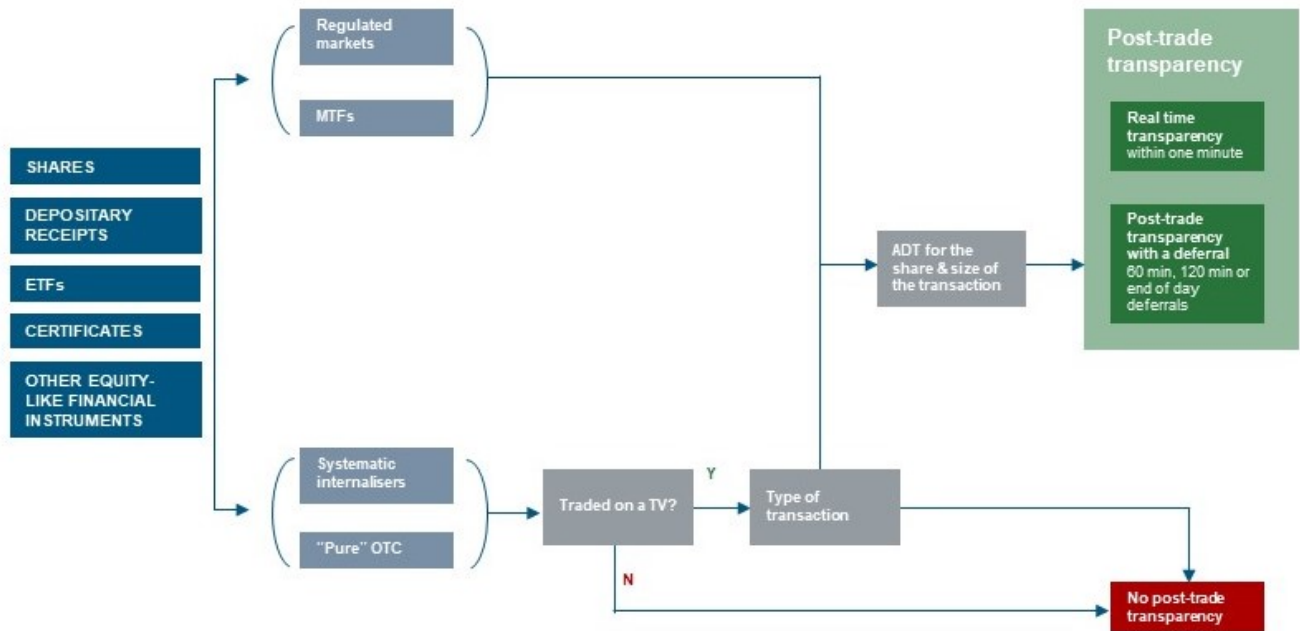 Regulated
markets
MTFs
SHARES
DEPOSITARY
RECEIPTS
ETFs
CERTIFICATES
OTHER EQUITY-
LIKE FINANCIAL
INSTRUMENTS
Systematic
internalisers
"Pure" OTC
Traded on a TV?
Y
N
Type of
transaction
ADT for the
share & size of
the transaction
Post-trade
transparency
Real time
transparency
within one minute
Post-trade
transparency
with a deferral
60 min, 120 min or
end of day
deferrals
No post-trade
transparency